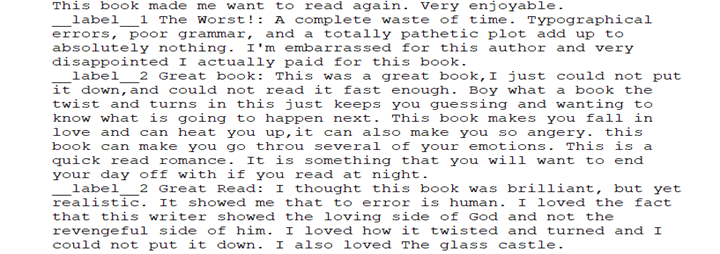 This book made me want to read again. Very enjoyable.
__label__1 The Worst!: A complete waste of time. Typographical
errors, poor grammar, and a totally pathetic plot add up to
absolutely nothing. I'm embarrassed for this author and very
disappointed I actually paid for this book.
__label__2 Great book: This was a great book,I just could not put
it down,and could not read it fast enough. Boy what a book the
twist and turns in this just keeps you guessing and wanting to
know what is going to happen next. This book makes you fall in
love and can heat you up,it can also make you so angery. this
book can make you go throu several of your emotions. This is a
quick read romance. It is something that you will want to end
your day off with if you read at night.
__label__2 Great Read: I thought this book was brilliant, but yet
realistic. It showed me that to error is human. I loved the fact
that this writer showed the loving side of God and not the
revengeful side of him. I loved how it twisted and turned and I
could not put it down. I also loved The glass castle.